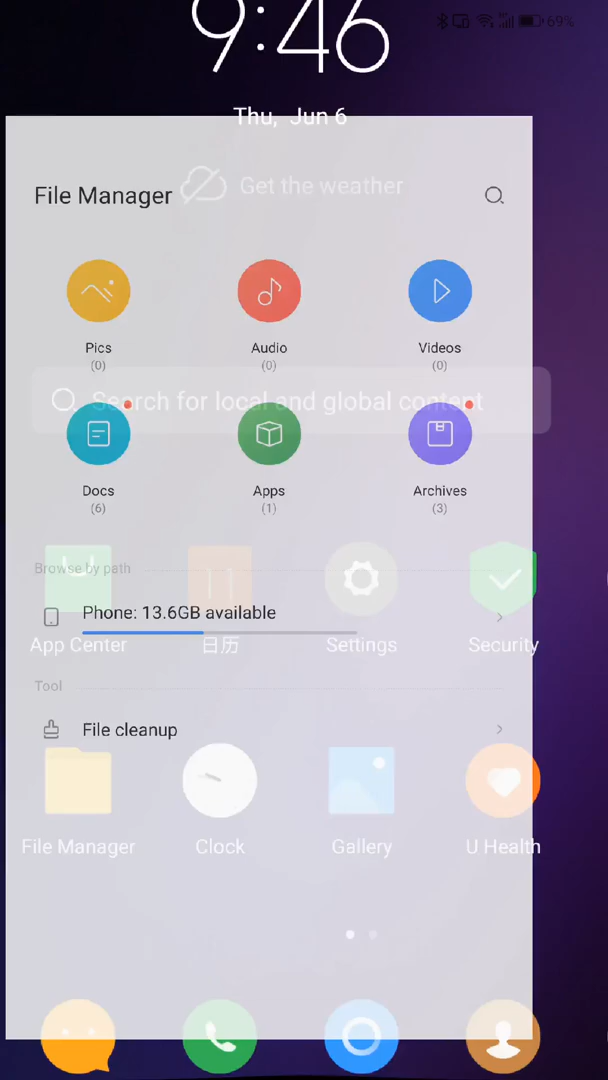 9:46
69%
Thu, Jun 6
Get the weather
File Manager
Pics
(0)
Audio
(0)
Videos
(0)
Search for local and global content
Docs
(6)
Apps
(1)
Archives
(3)
Browse by path
Phone: 13.6GB available
App Center
日历
Settings
Security
Tool
File cleanup
File Manager
Clock
Gallery
U Health